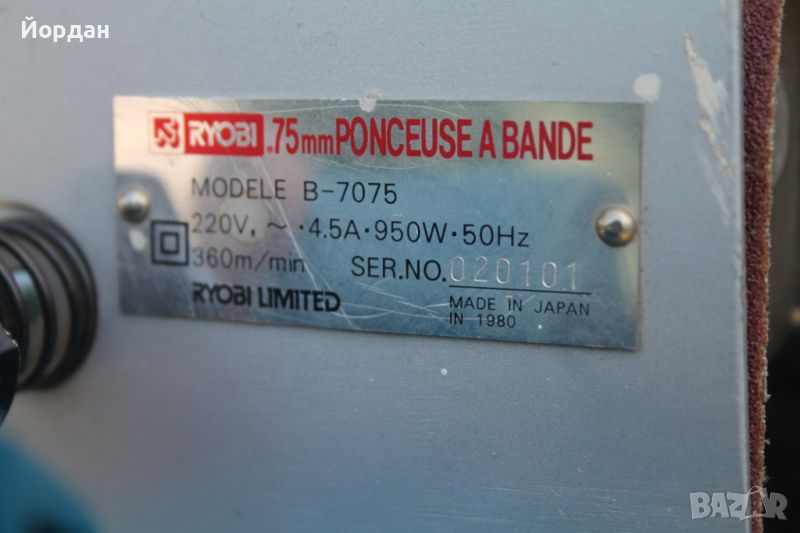 Йордан
RYOBI 75mm PONCEUSE A BANDE
MODELE B-7075
220V, ~ ·4.5A·950W·50Hz
360m/min SER.NO. 020101
RYOBI LIMITED MADE IN JAPAN
IN 1980
BAZAR